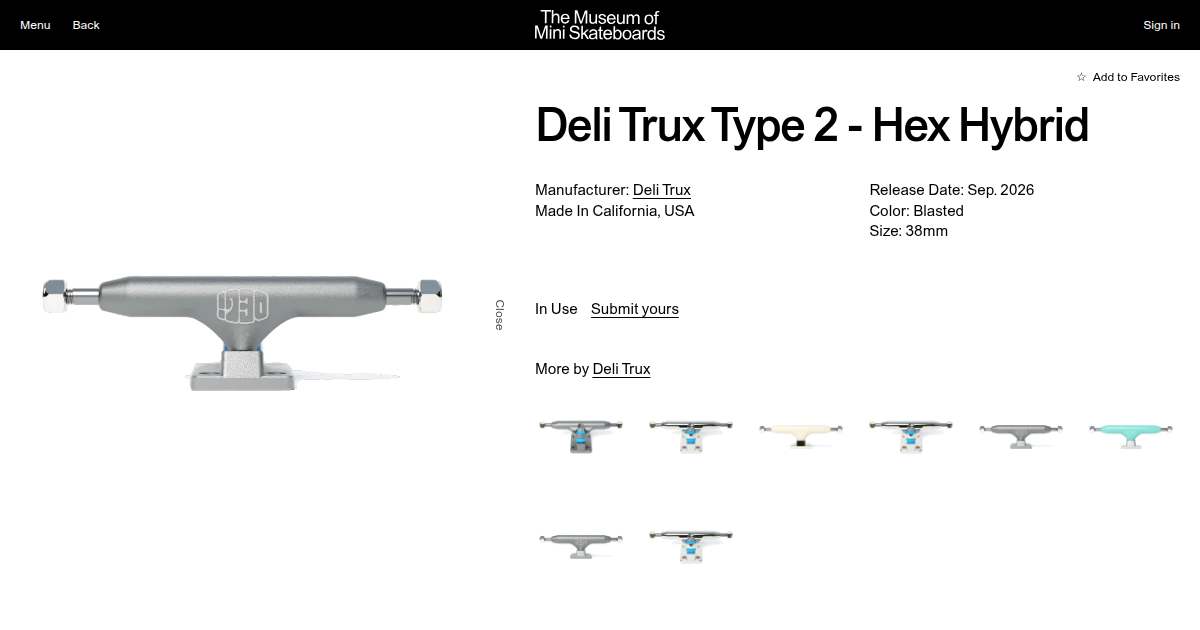 Menu
Back
The Museum of
Mini Skateboards
Sign in
☆ Add to Favorites
Deli Trux Type 2 - Hex Hybrid
Manufacturer: Deli Trux
Made In California, USA
Release Date: Sep. 2026
Color: Blasted
Size: 38mm
Close
In Use
Submit yours
More by Deli Trux